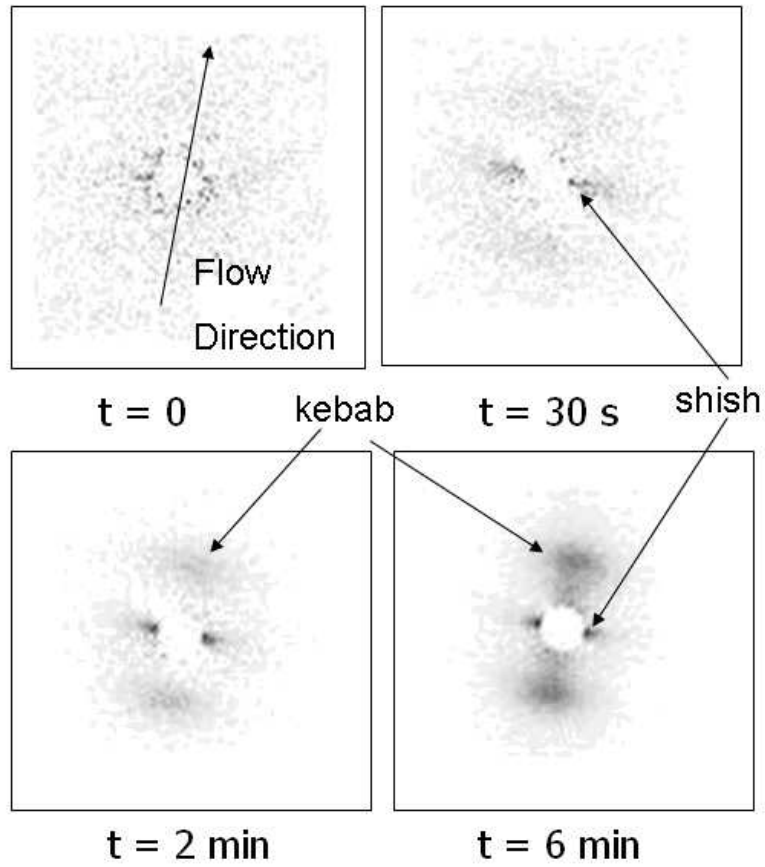 Flow
Direction
t = 0
kebab
t = 30 s
shish
t = 2 min
t = 6 min